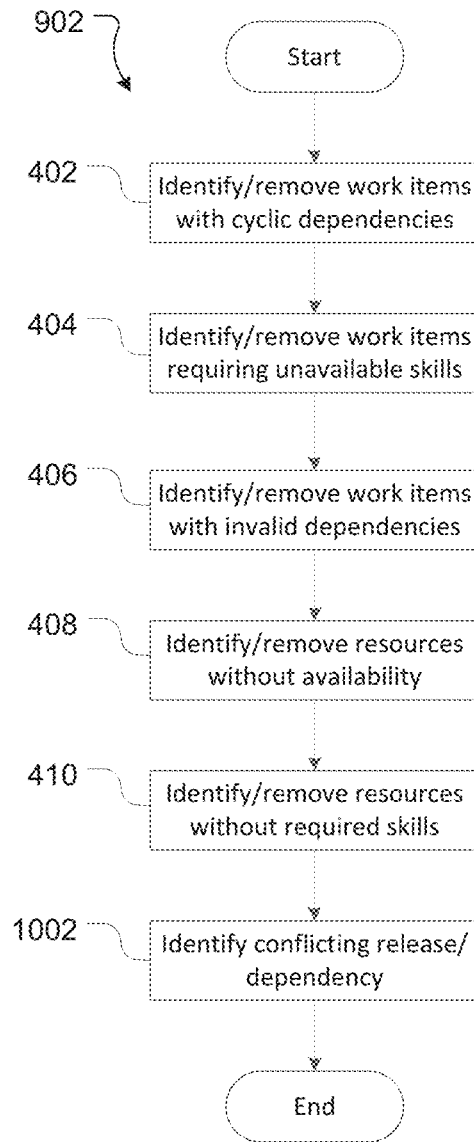 902
Start
402
Identify/remove work items
with cyclic dependencies
404
Identify/remove work items
requiring unavailable skills
406
Identify/remove work items
with invalid dependencies
408
Identify/remove resources
without availability
410
Identify/remove resources
without required skills
1002
Identify conflicting release/
dependency
End